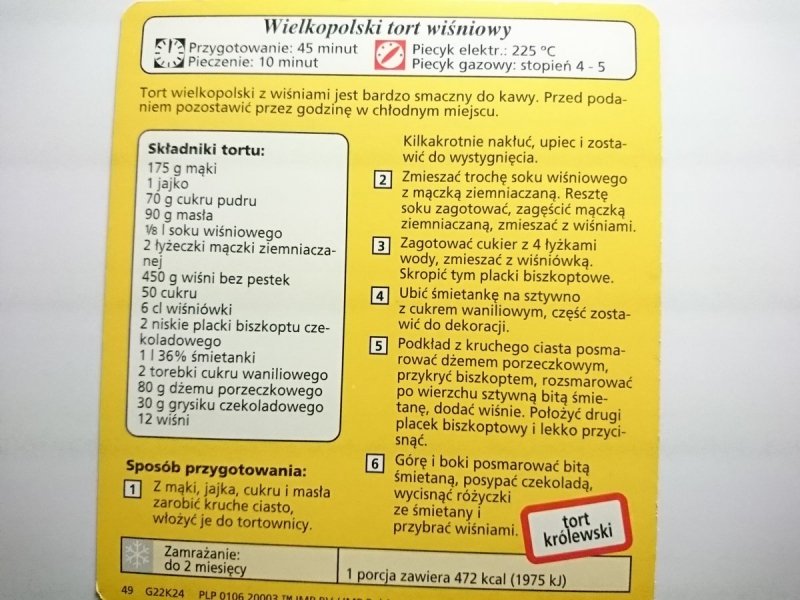 Wielkopolski tort wiśniowy
Przygotowanie: 45 minut
Pieczenie: 10 minut
Piecyk elektr.: 225 ºC
Piecyk gazowy: stopień 4 - 5
Tort wielkopolski z wiśniami jest bardzo smaczny do kawy. Przed poda-
niem pozostawić przez godzinę w chłodnym miejscu.
Składniki tortu:
175 g mąki
1 jajko
70 g cukru pudru
90 g masła
⅛ l soku wiśniowego
2 łyżeczki mączki ziemniacza-
nej
450 g wiśni bez pestek
50 cukru
6 cl wiśniówki
2 niskie placki biszkoptu cze-
koladowego
1 l 36% śmietanki
2 torebki cukru waniliowego
80 g dżemu porzeczkowego
30 g grysiku czekoladowego
12 wiśni
Sposób przygotowania:
1 Z mąki, jajka, cukru i masła
zarobić kruche ciasto,
włożyć je do tortownicy.
Kilkakrotnie nakłuć, upiec i zosta-
wić do wystygnięcia.
2 Zmieszać trochę soku wiśniowego
z mączką ziemniaczaną. Resztę
soku zagotować, zagęścić mączką
ziemniaczaną, zmieszać z wiśniami.
3 Zagotować cukier z 4 łyżkami
wody, zmieszać z wiśniówką.
Skropić tym placki biszkoptowe.
4 Ubić śmietankę na sztywno
z cukrem waniliowym, część zosta-
wić do dekoracji.
5 Podkład z kruchego ciasta posma-
rować dżemem porzeczkowym,
przykryć biszkoptem, rozsmarować
po wierzchu sztywną bitą śmie-
tanę, dodać wiśnie. Położyć drugi
placek biszkoptowy i lekko przyci-
snąć.
6 Górę i boki posmarować bitą
śmietaną, posypać czekoladą,
wycisnąć różyczki
ze śmietany i
przybrać wiśniami.
tort
królewski
Zamrażanie:
do 2 miesięcy
1 porcja zawiera 472 kcal (1975 kJ)
49 G22K24 PLP 0106 20003 ™ IMP